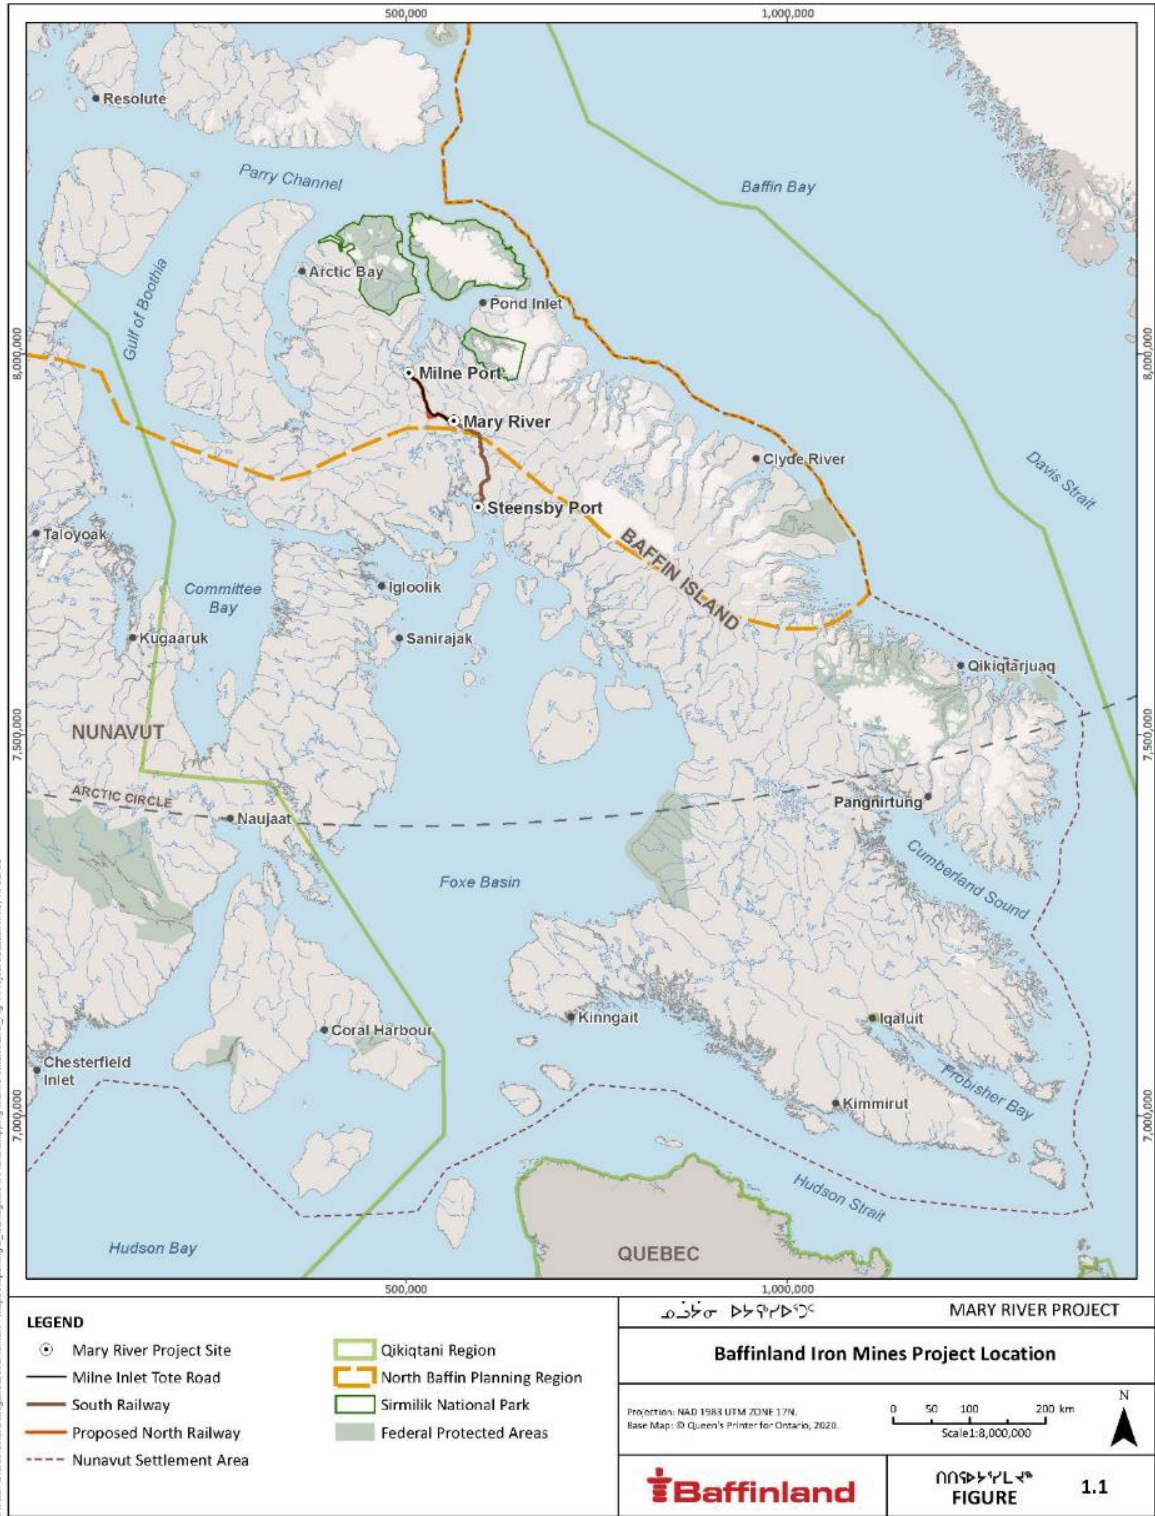 500,000
1,000,000
Resolute
Parry Channel
Baffin Bay
Gulf of Boothia
Arctic Bay
Pond Inlet
8,000,000
8,000,000
Milne Port
Mary River
Clyde River
Davis Strait
Steensby Port
Taloyoak
BAFFIN ISLAND
Committee
Bay
Igloolik
Kugaaruk
Sanirajak
Qikiqtarjuaq
NUNAVUT
7,500,000
7,500,000
ARCTIC CIRCLE
Naujaat
Pangnirtung
Cumberland Sound
Foxe Basin
Coral Harbour
Kinngait
Iqaluit
Chesterfield
Inlet
Frobisher Bay
Kimmirut
7,000,000
7,000,000
Hudson Strait
Hudson Bay
QUEBEC
500,000
1,000,000
LEGEND
Mary River Project Site
Milne Inlet Tote Road
South Railway
Proposed North Railway
Nunavut Settlement Area
Qikiqtani Region
North Baffin Planning Region
Sirmilik National Park
Federal Protected Areas
MARY RIVER PROJECT
Baffinland Iron Mines Project Location
Projection: NAD 1983 UTM ZONE 17N.
Base Map: © Queen's Printer for Ontario, 2020.
0 50 100 200 km
Scale1:8,000,000
N
Baffinland
FIGURE 1.1